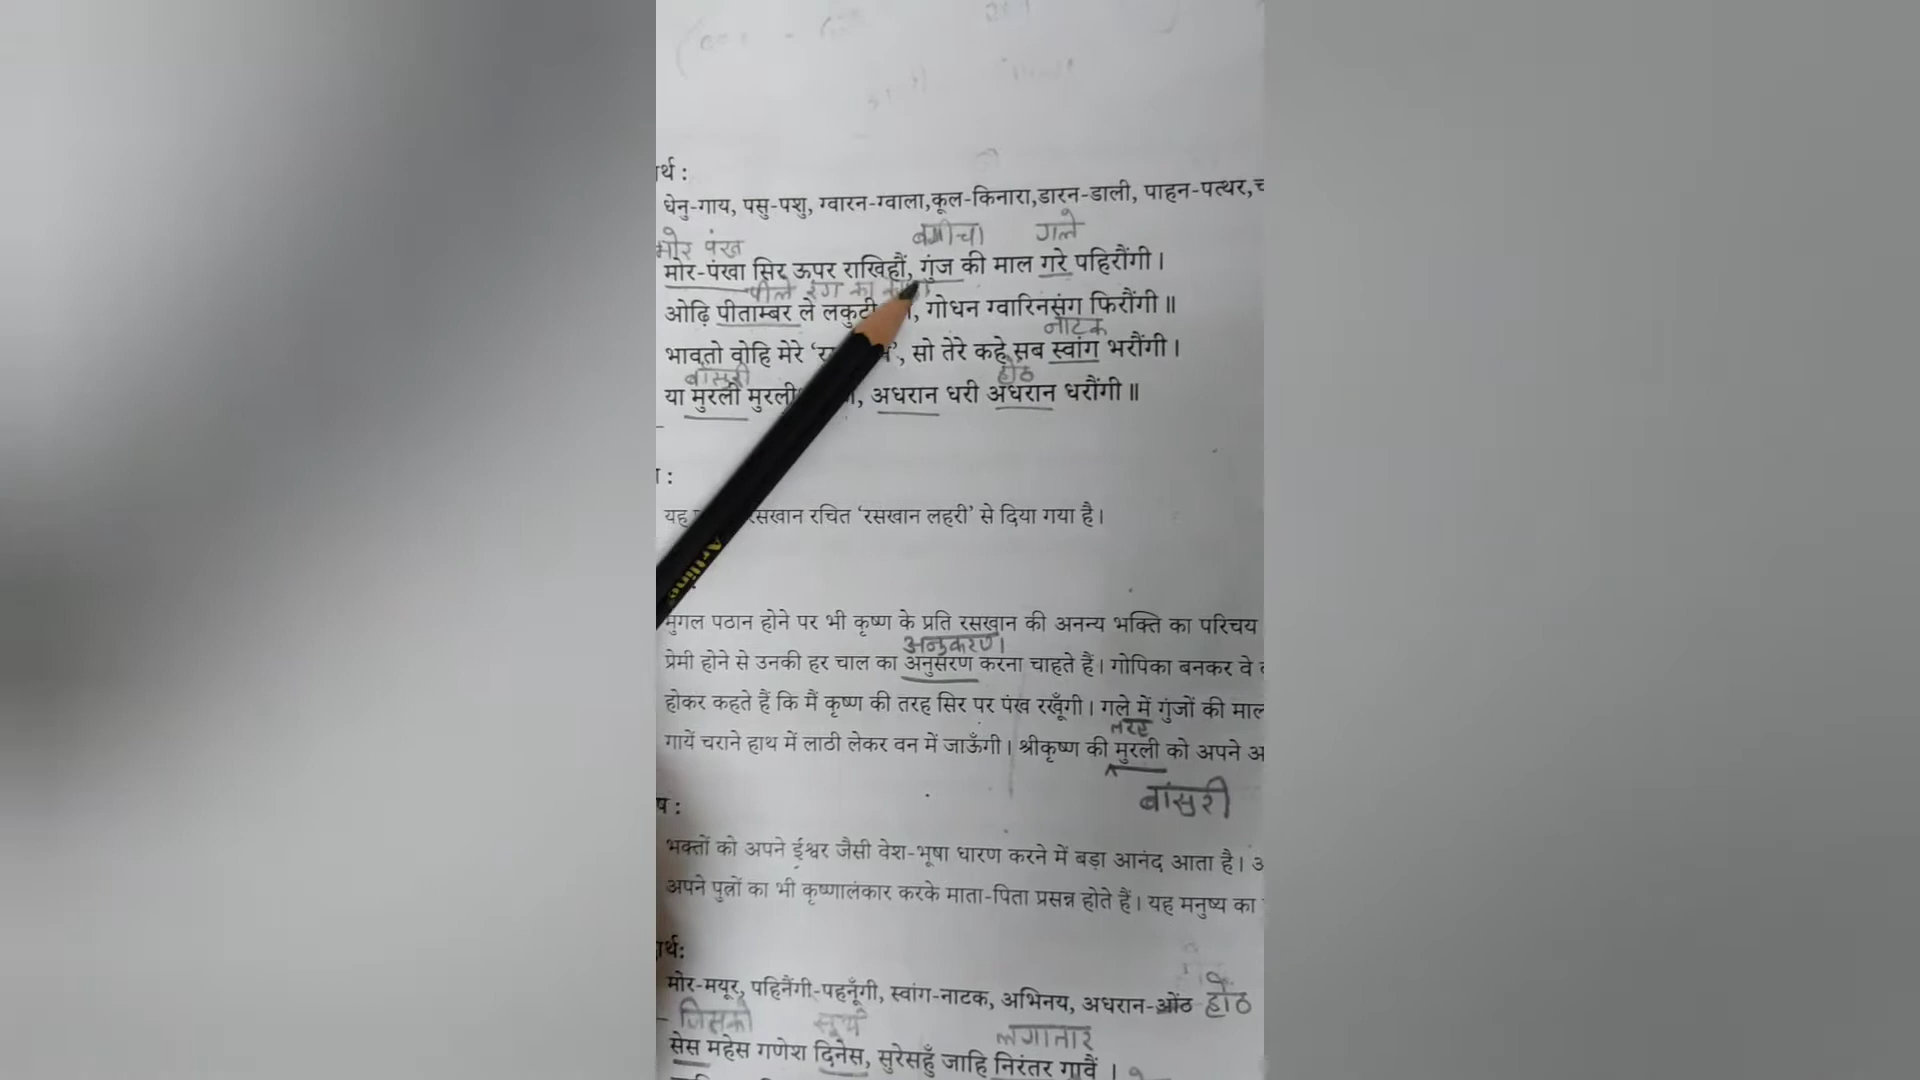 र्थ :
धेनु-गाय, पसु-पशु, ग्वारन-ग्वाला,कूल-किनारा,डारन-डाली, पाहन-पत्थर,
बगीचा गले
मोर पंख
मोर-पंखा सिर ऊपर राखिहौं, गुंज की माल गरे पहिरौंगी ।
पीले रंग का
ओढ़ि पीताम्बर ले लकुटी , गोधन ग्वारिनसंग फिरौंगी ॥
नाटक
भावतो वोहि मेरे , सो तेरे कहे सब स्वांग भरौंगी ।
बांसुरी होंठ
या मुरली मुरली , अधरान धरी अधरान धरौंगी ॥
:
यह रसखान रचित ‘रसखान लहरी’ से दिया गया है ।
Artline
मुगल पठान होने पर भी कृष्ण के प्रति रसखान की अनन्य भक्ति का परिचय
अनुकरण
प्रेमी होने से उनकी हर चाल का अनुसरण करना चाहते हैं । गोपिका बनकर वे
होकर कहते हैं कि मैं कृष्ण की तरह सिर पर पंख रखूँगी । गले में गुंजों की माल
तरह
गायें चराने हाथ में लाठी लेकर वन में जाऊँगी । श्रीकृष्ण की मुरली को अपने अ
बांसुरी
ष :
भक्तों को अपने ईश्वर जैसी वेश-भूषा धारण करने में बड़ा आनंद आता है ।
अपने पुत्रों का भी कृष्णालंकार करके माता-पिता प्रसन्न होते हैं । यह मनुष्य का
र्थ:
मोर-मयूर, पहिनैंगी-पहनूँगी, स्वांग-नाटक, अभिनय, अधरान-ओंठ होंठ
जिसको सूर्य लगातार
सेस महेस गणेश दिनेस, सुरेसहुँ जाहि निरंतर गावैं ।